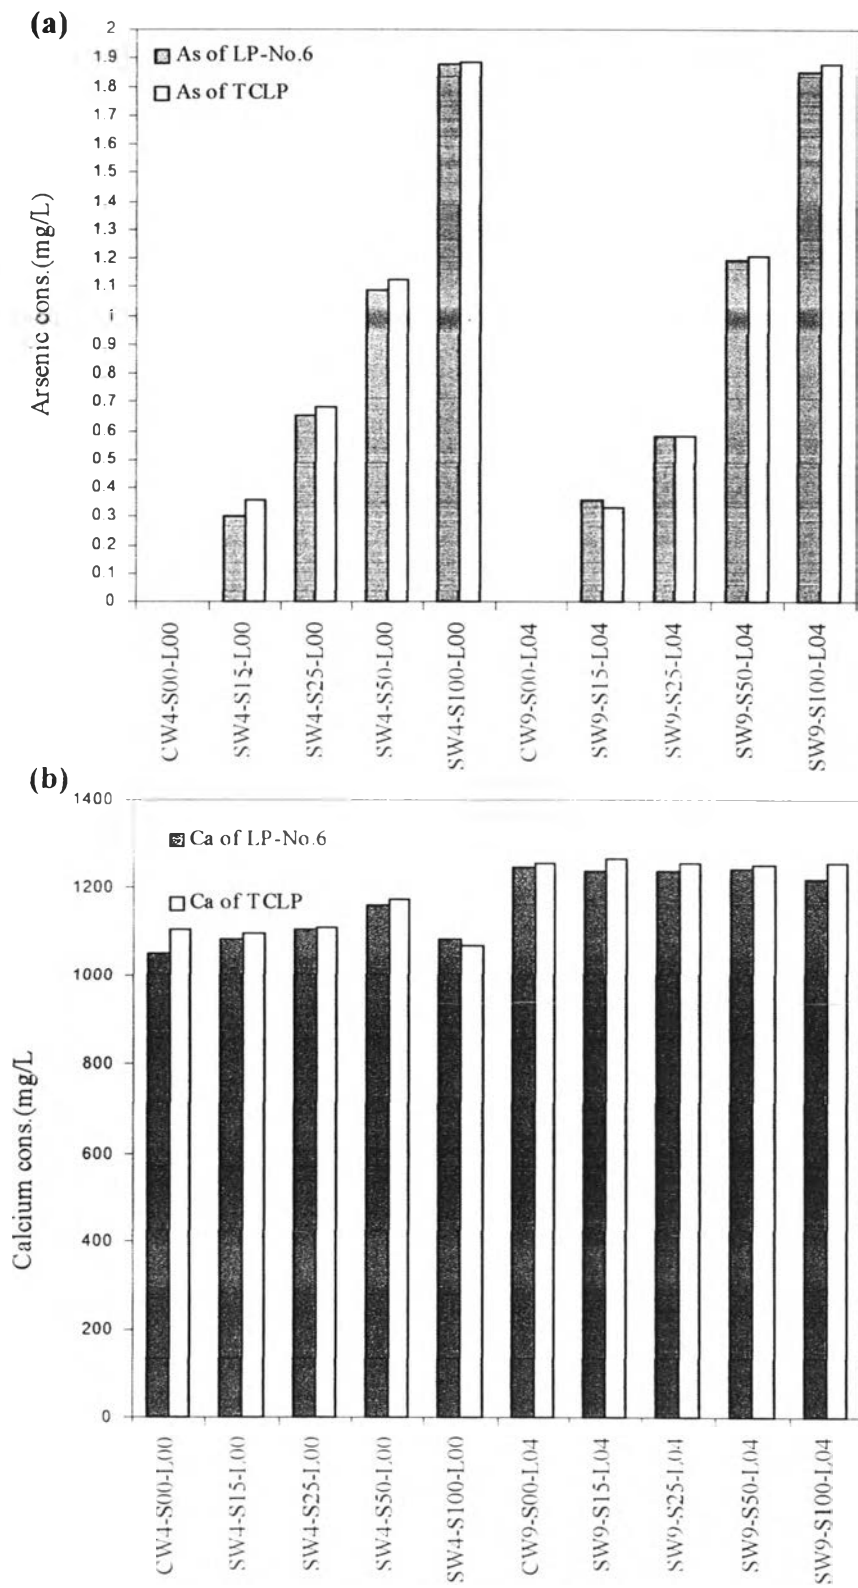 (a)
2
1.9
1.8
1.7
1.6
1.5
1.4
1.3
1.2
1.1
1
0.9
0.8
0.7
0.6
0.5
0.4
0.3
0.2
0.1
0
Arsenic cons.(mg/L)
As of LP-No.6
As of TCLP
CW4-S00-L00
SW4-S15-L00
SW4-S25-L00
SW4-S50-L00
SW4-S100-L00
CW9-S00-L04
SW9-S15-L04
SW9-S25-L04
SW9-S50-L04
SW9-S100-L04
(b)
1400
1200
1000
800
600
400
200
0
Calcium cons.(mg/L
Ca of LP-No.6
Ca of TCLP
CW4-S00-L00
SW4-S15-L00
SW4-S25-L00
SW4-S50-L00
SW4-S100-L00
CW9-S00-L04
SW9-S15-L04
SW9-S25-L04
SW9-S50-L04
SW9-S100-L04